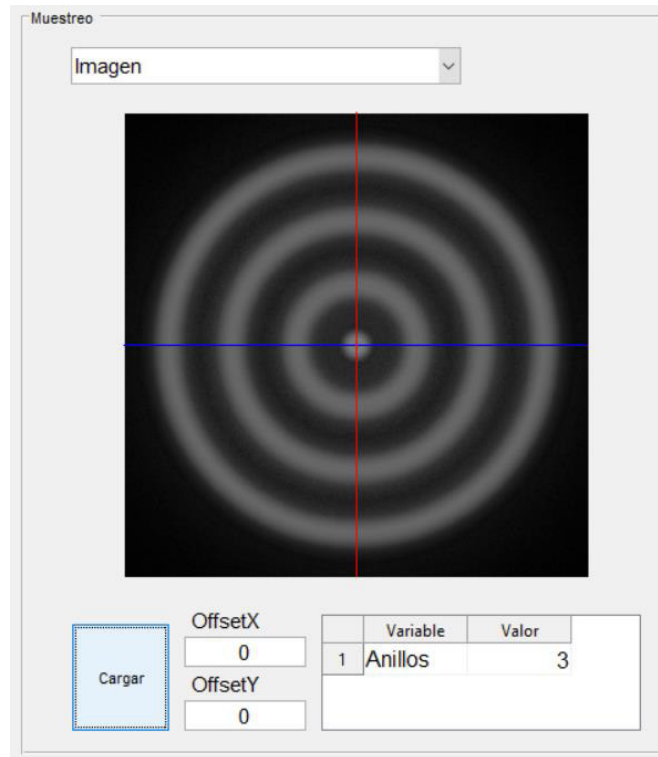 Muestreo
Imagen
Cargar
OffsetX
0
OffsetY
0
Variable Valor
1 Anillos 3